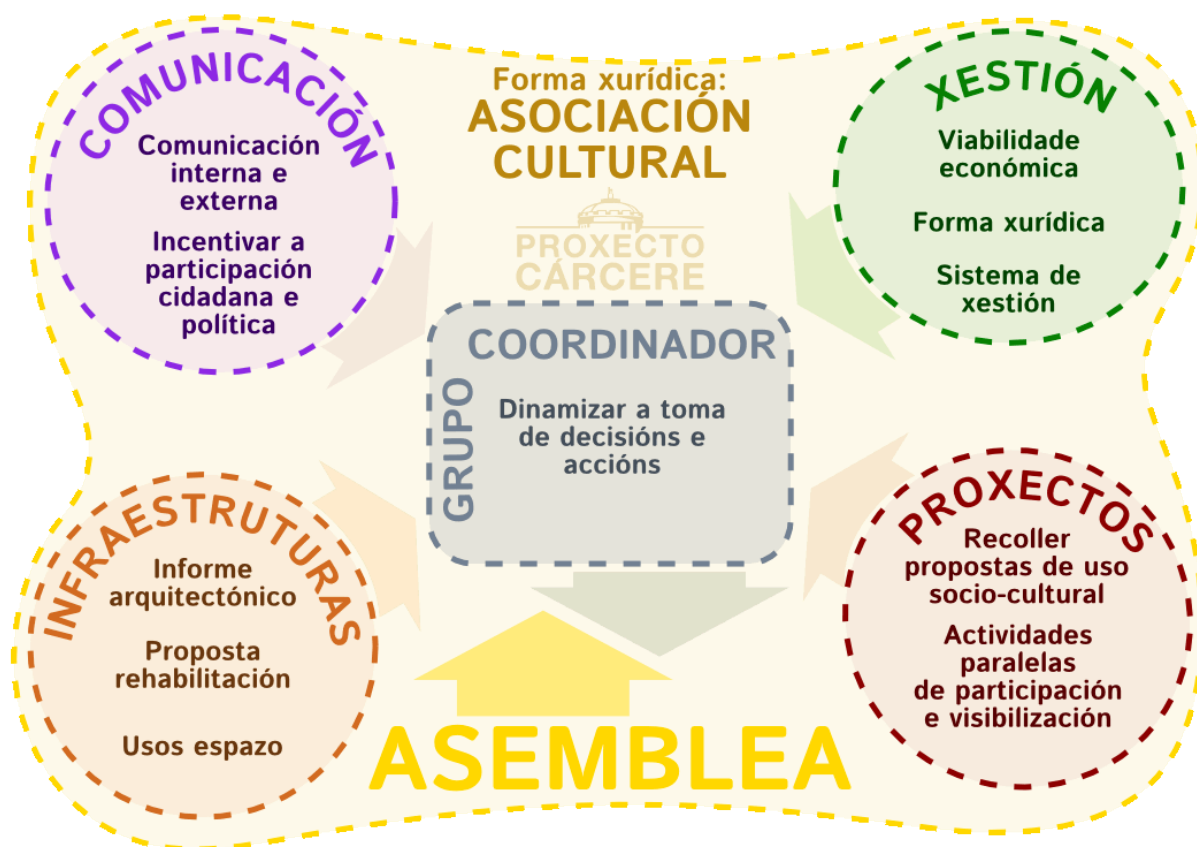 COMUNICACIÓN
Comunicación
interna e
externa
Incentivar a
participación
cidadana e
política
Forma xurídica:
ASOCIACIÓN
CULTURAL
PROXECTO
CÁRCERE
XESTIÓN
Viabilidade
económica
Forma xurídica
Sistema de
xestión
GRUPO
COORDINADOR
Dinamizar a toma
de decisións e
accións
INFRAESTRUTURAS
Informe
arquitectónico
Proposta
rehabilitación
Usos espazo
PROXECTOS
Recoller
propostas de uso
socio-cultural
Actividades
paralelas
de participación
e visibilización
ASEMBLEA